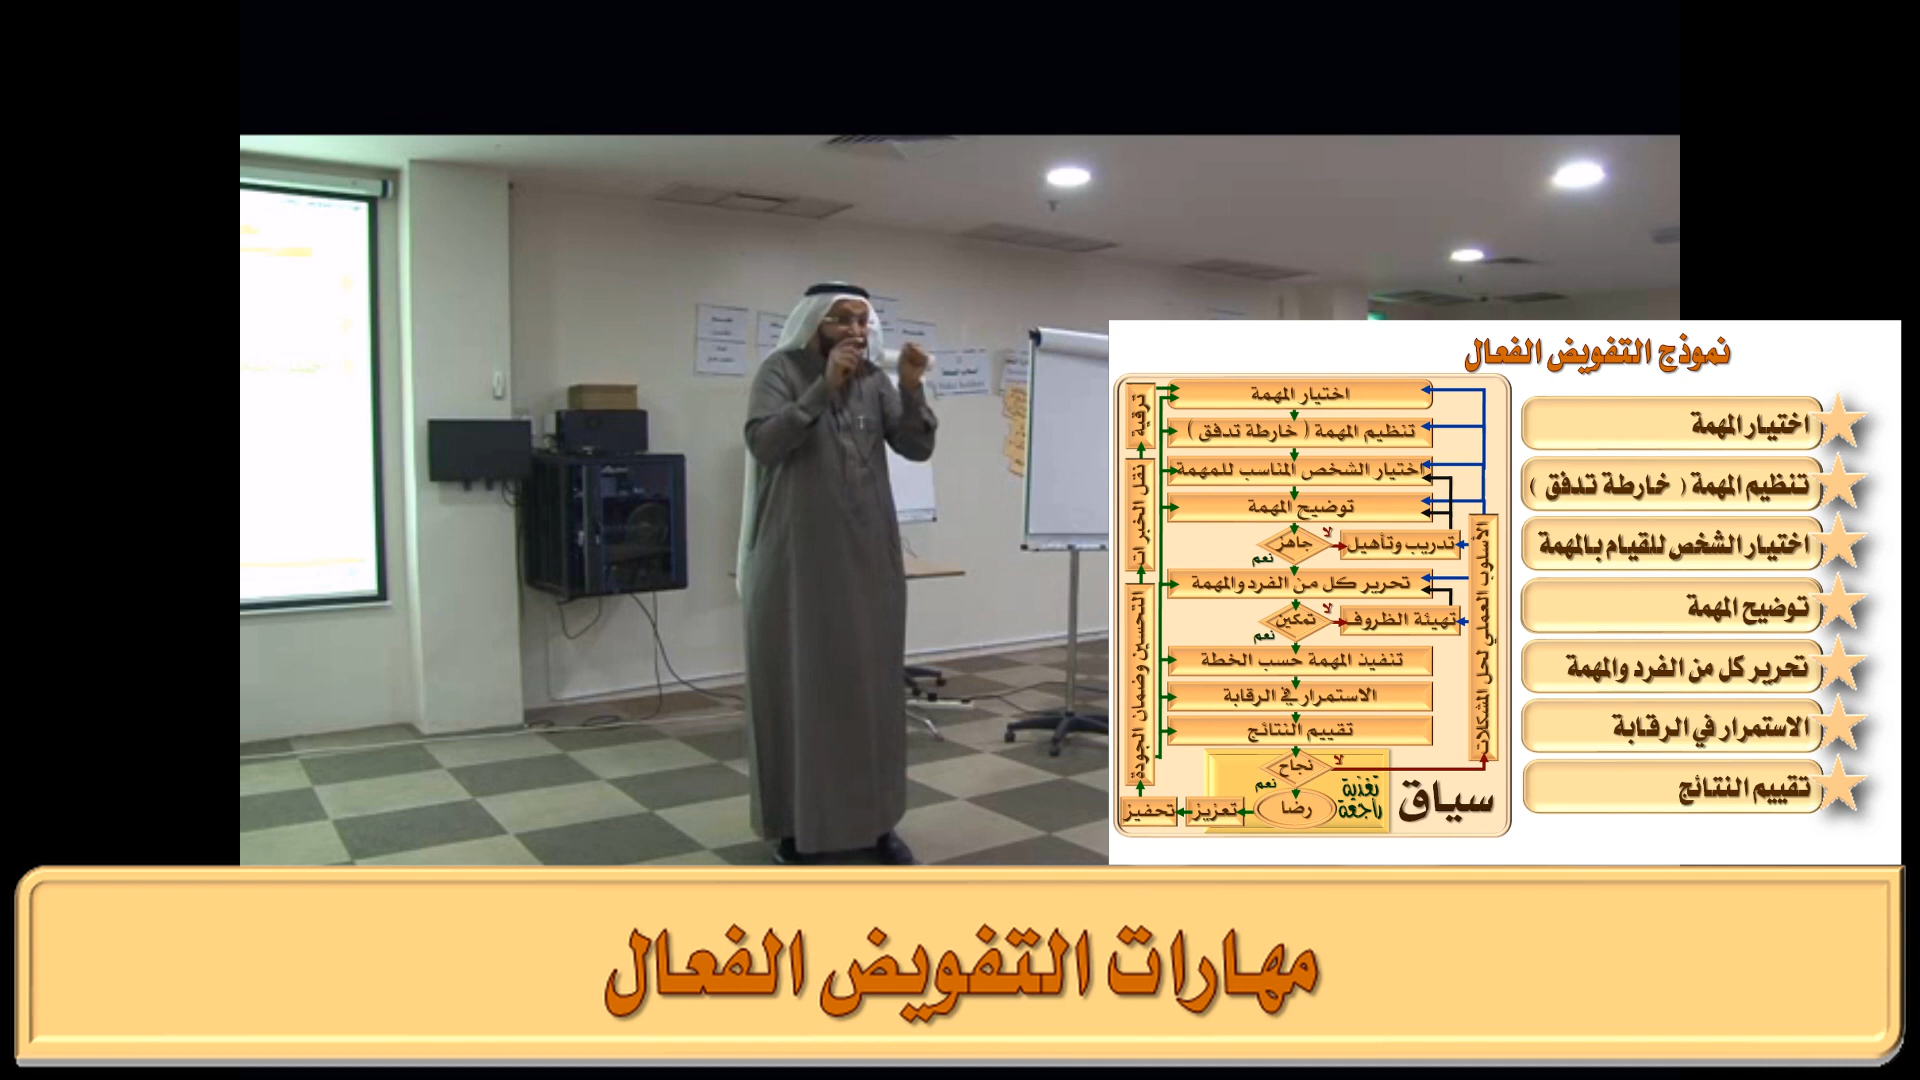 نموذج التفويض الفعال
اختيار المهمة
تنظيم المهمة ( خارطة تدفق )
اختيار الشخص للقيام بالمهمة
توضيح المهمة
تحرير كل من الفرد والمهمة
الاستمرار في الرقابة
تقييم النتائج
اختيار المهمة
تنظيم المهمة ( خارطة تدفق )
اختيار الشخص المناسب للمهمة
توضيح المهمة
جاهز
لا
نعم
تدريب وتأهيل
تحرير كل من الفرد والمهمة
تمكين
لا
نعم
تهيئة الظروف
تنفيذ المهمة حسب الخطة
الاستمرار في الرقابة
تقييم النتائج
نجاح
لا
نعم
رضا
تعزيز
تحفيز
تغذية
راجعة
سياق
الأسلوب العملي لحل المشكلات
التحسين وضمان الجودة
نقل الخبرات
ترقية
مهارات التفويض الفعال